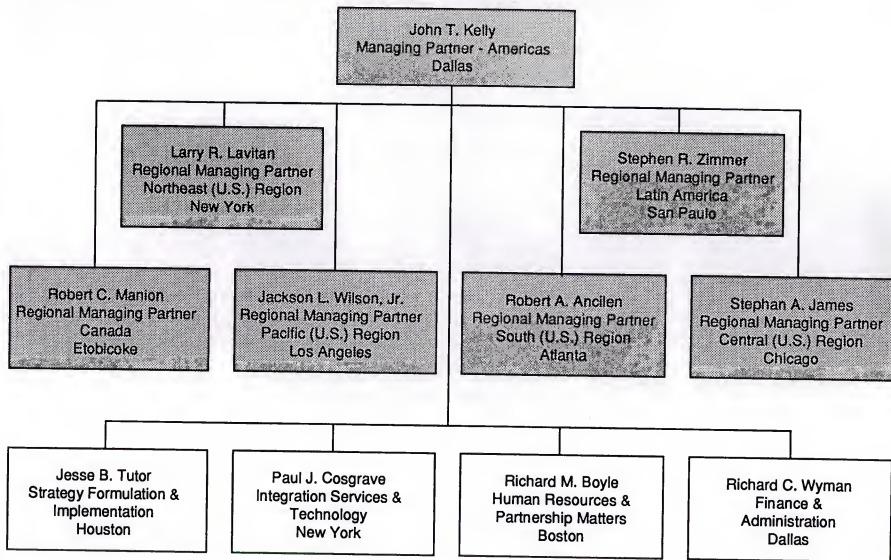 John T. Kelly
Managing Partner - Americas
Dallas
Larry R. Lavitan
Regional Managing Partner
Northeast (U.S.) Region
New York
Stephen R. Zimmer
Regional Managing Partner
Latin America
San Paulo
Robert C. Manion
Regional Managing Partner
Canada
Etobicoke
Jackson L. Wilson, Jr.
Regional Managing Partner
Pacific (U.S.) Region
Los Angeles
Robert A. Ancilen
Regional Managing Partner
South (U.S.) Region
Atlanta
Stephan A. James
Regional Managing Partner
Central (U.S.) Region
Chicago
Jesse B. Tutor
Strategy Formulation &
Implementation
Houston
Paul J. Cosgrave
Integration Services &
Technology
New York
Richard M. Boyle
Human Resources &
Partnership Matters
Boston
Richard C. Wyman
Finance &
Administration
Dallas